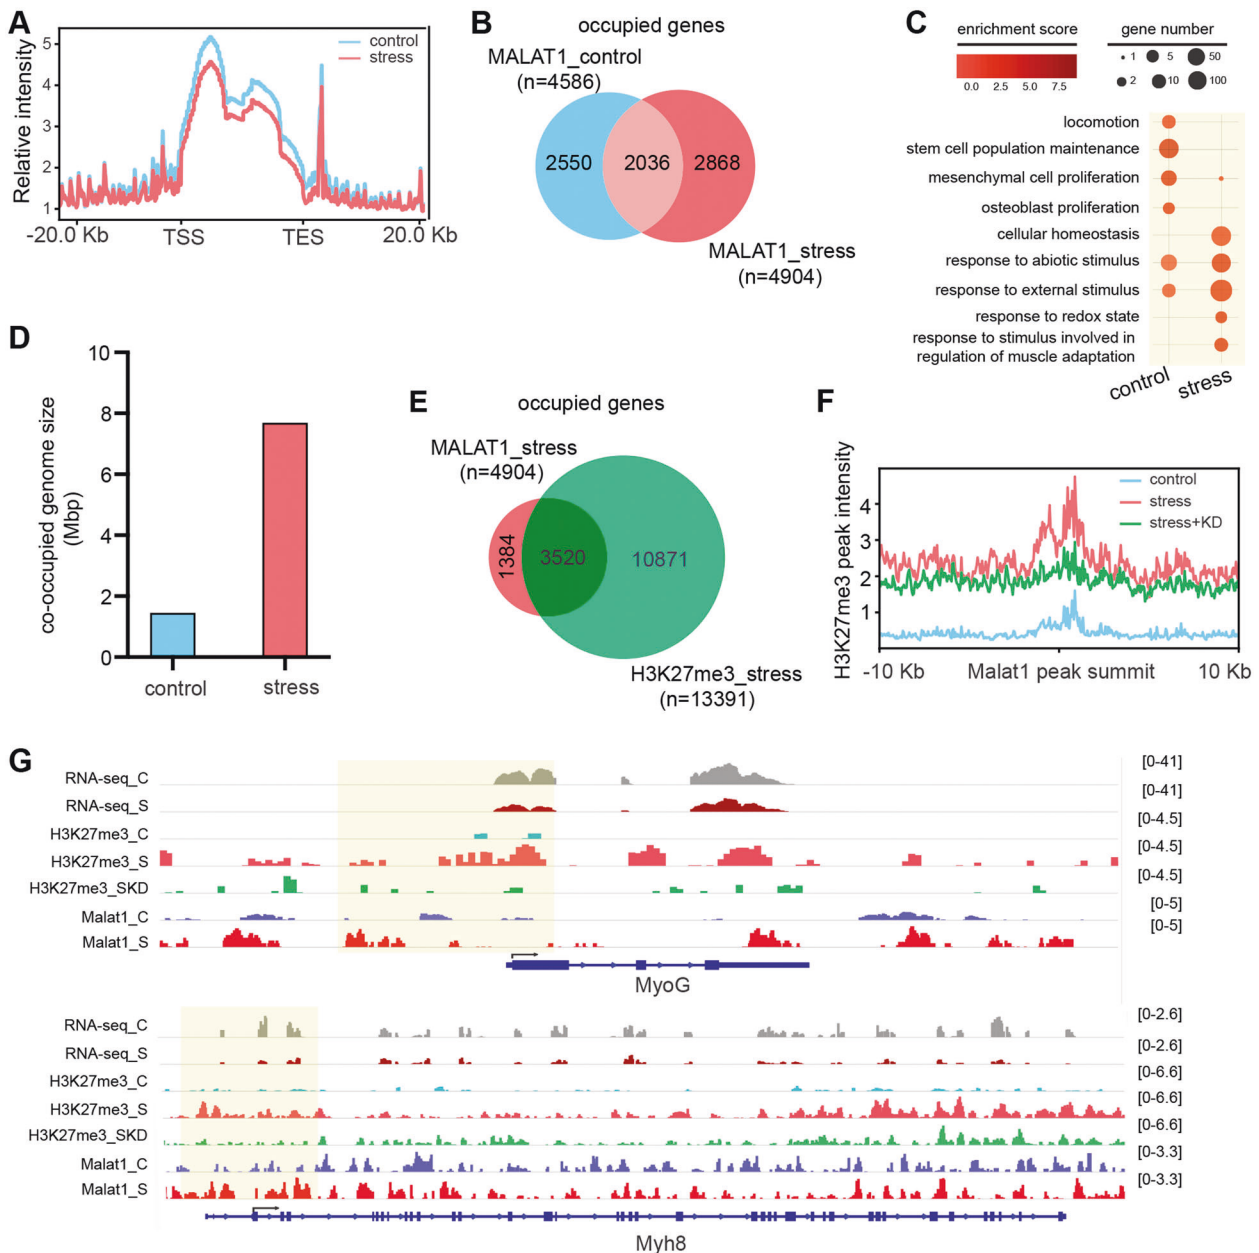 A
Relative intensity
5
4
3
2
1
control
stress
-20.0 Kb
TSS
TES
20.0 Kb
B
occupied genes
MALAT1_control
(n=4586)
2550
2036
2868
MALAT1_stress
(n=4904)
C
enrichment score
0.0 2.5 5.0 7.5
gene number
1 5 50
2 10 100
locomotion
stem cell population maintenance
mesenchymal cell proliferation
osteoblast proliferation
cellular homeostasis
response to abiotic stimulus
response to external stimulus
response to redox state
response to stimulus involved in
regulation of muscle adaptation
control
stress
D
co-occupied genome size
(Mbp)
10
8
6
4
2
0
control
stress
E
occupied genes
MALAT1_stress
(n=4904)
1384
3520
10871
H3K27me3_stress
(n=13391)
F
H3K27me3 peak intensity
4
3
2
1
control
stress
stress+KD
-10 Kb
Malat1 peak summit
10 Kb
G
RNA-seq_C [0-41]
RNA-seq_S [0-41]
H3K27me3_C [0-4.5]
H3K27me3_S [0-4.5]
H3K27me3_SKD [0-4.5]
Malat1_C [0-5]
Malat1_S [0-5]
MyoG
RNA-seq_C [0-2.6]
RNA-seq_S [0-2.6]
H3K27me3_C [0-6.6]
H3K27me3_S [0-6.6]
H3K27me3_SKD [0-6.6]
Malat1_C [0-3.3]
Malat1_S [0-3.3]
Myh8